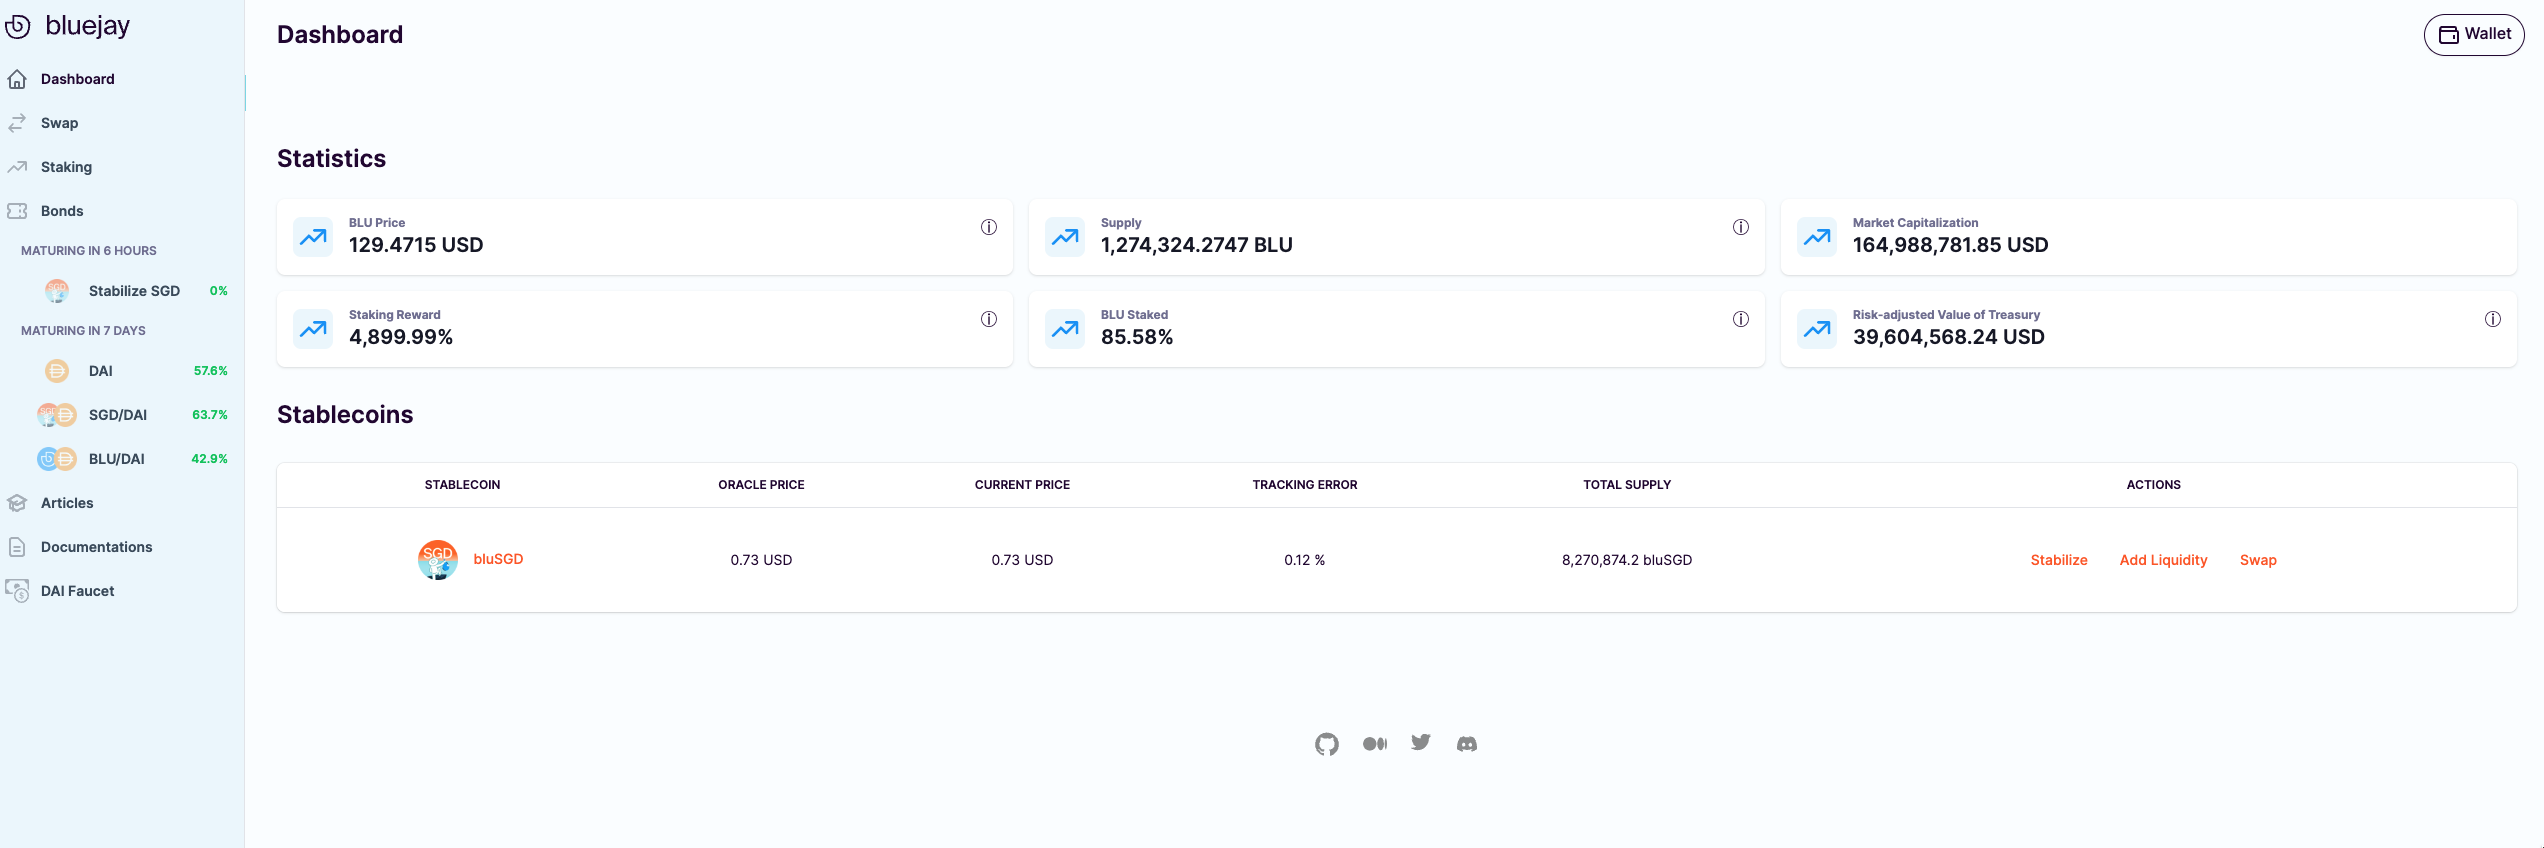 bluejay
Dashboard
Swap
Staking
Bonds
MATURING IN 6 HOURS
Stabilize SGD 0%
MATURING IN 7 DAYS
DAI 57.6%
SGD/DAI 63.7%
BLU/DAI 42.9%
Articles
Documentations
DAI Faucet
Dashboard
Wallet
Statistics
BLU Price
129.4715 USD
Supply
1,274,324.2747 BLU
Market Capitalization
164,988,781.85 USD
Staking Reward
4,899.99%
BLU Staked
85.58%
Risk-adjusted Value of Treasury
39,604,568.24 USD
Stablecoins
STABLECOIN ORACLE PRICE CURRENT PRICE TRACKING ERROR TOTAL SUPPLY ACTIONS
SGD bluSGD 0.73 USD 0.73 USD 0.12 % 8,270,874.2 bluSGD Stabilize Add Liquidity Swap